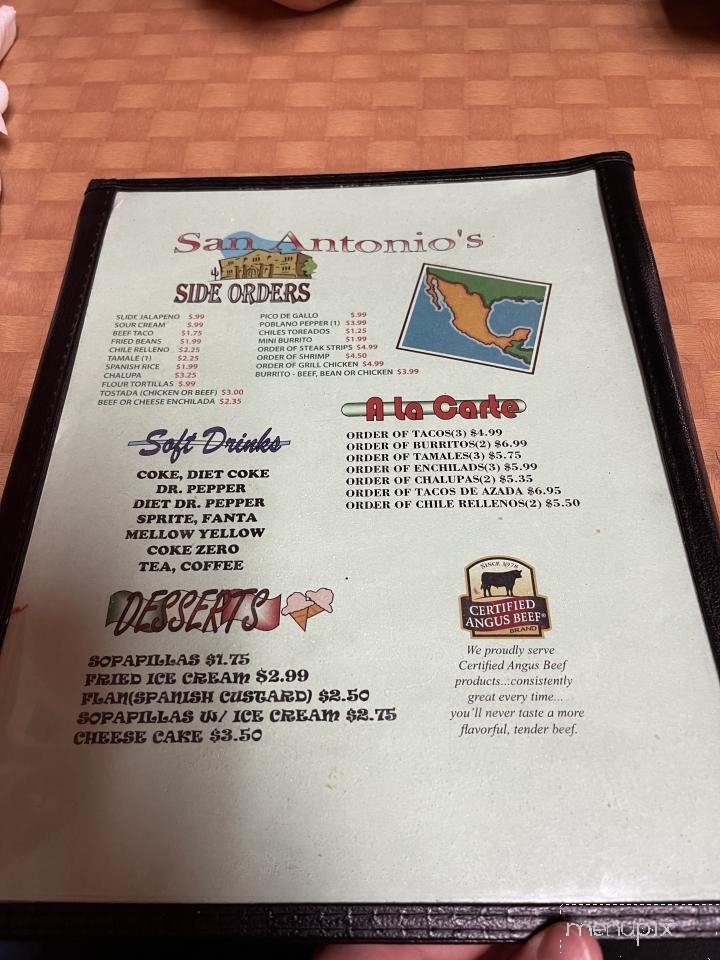 San Antonio's
SIDE ORDERS
SLIDE JALAPENO $.99
SOUR CREAM $.99
BEEF TACO $1.75
FRIED BEANS $1.99
CHILE RELLENO $2.25
TAMALE (1) $2.25
SPANISH RICE $1.99
CHALUPA $3.25
FLOUR TORTILLAS $.99
TOSTADA (CHICKEN OR BEEF) $3.00
BEEF OR CHEESE ENCHILADA $2.35
PICO DE GALLO $.99
POBLANO PEPPER (1) $3.99
CHILES TOREADOS $1.25
MINI BURRITO $1.99
ORDER OF STEAK STRIPS $4.99
ORDER OF SHRIMP $4.50
ORDER OF GRILL CHICKEN $4.99
BURRITO - BEEF, BEAN OR CHICKEN $3.99
A La Carte
ORDER OF TACOS(3) $4.99
ORDER OF BURRITOS(2) $6.99
ORDER OF TAMALES(3) $5.75
ORDER OF ENCHILADS(3) $5.99
ORDER OF CHALUPAS(2) $5.35
ORDER OF TACOS DE AZADA $6.95
ORDER OF CHILE RELLENOS(2) $5.50
Soft Drinks
COKE, DIET COKE
DR. PEPPER
DIET DR. PEPPER
SPRITE, FANTA
MELLOW YELLOW
COKE ZERO
TEA, COFFEE
DESSERTS
SOPAPILLAS $1.75
FRIED ICE CREAM $2.99
FLAN(SPANISH CUSTARD) $2.50
SOPAPILLAS W/ ICE CREAM $2.75
CHEESE CAKE $3.50
SINCE 1978
CERTIFIED
ANGUS BEEF®
BRAND
We proudly serve
Certified Angus Beef
products...consistently
great every time...
you'll never taste a more
flavorful, tender beef.
menupix